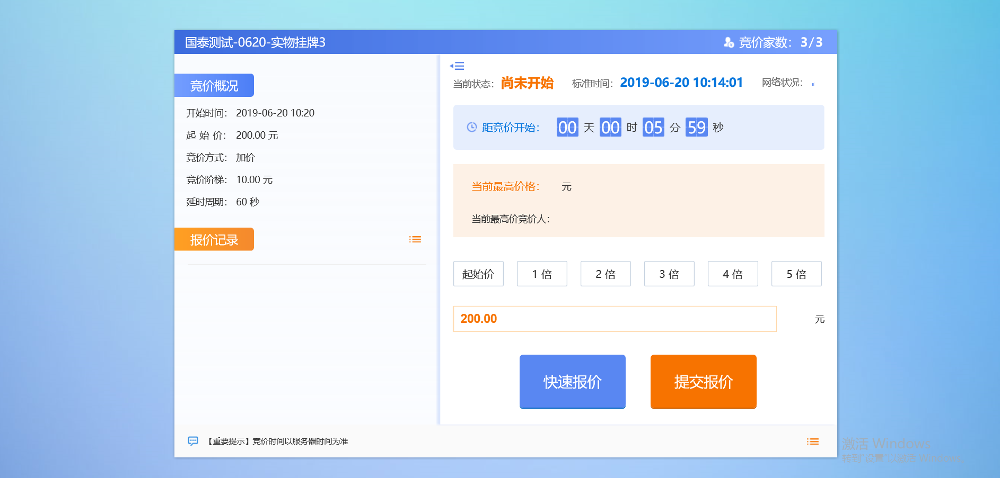 国泰测试-0620-实物挂牌3
竞价家数： 3/3
竞价概况
开始时间： 2019-06-20 10:20
起 始 价： 200.00 元
竞价方式： 加价
竞价阶梯： 10.00 元
延时周期： 60 秒
报价记录
当前状态： 尚未开始 标准时间： 2019-06-20 10:14:01 网络状况：
距竞价开始： 00 天 00 时 05 分 59 秒
当前最高价格： 元
当前最高价竞价人：
起始价 1 倍 2 倍 3 倍 4 倍 5 倍
200.00 元
快速报价 提交报价
【重要提示】竞价时间以服务器时间为准
激活 Windows
转到"设置"以激活 Windows。